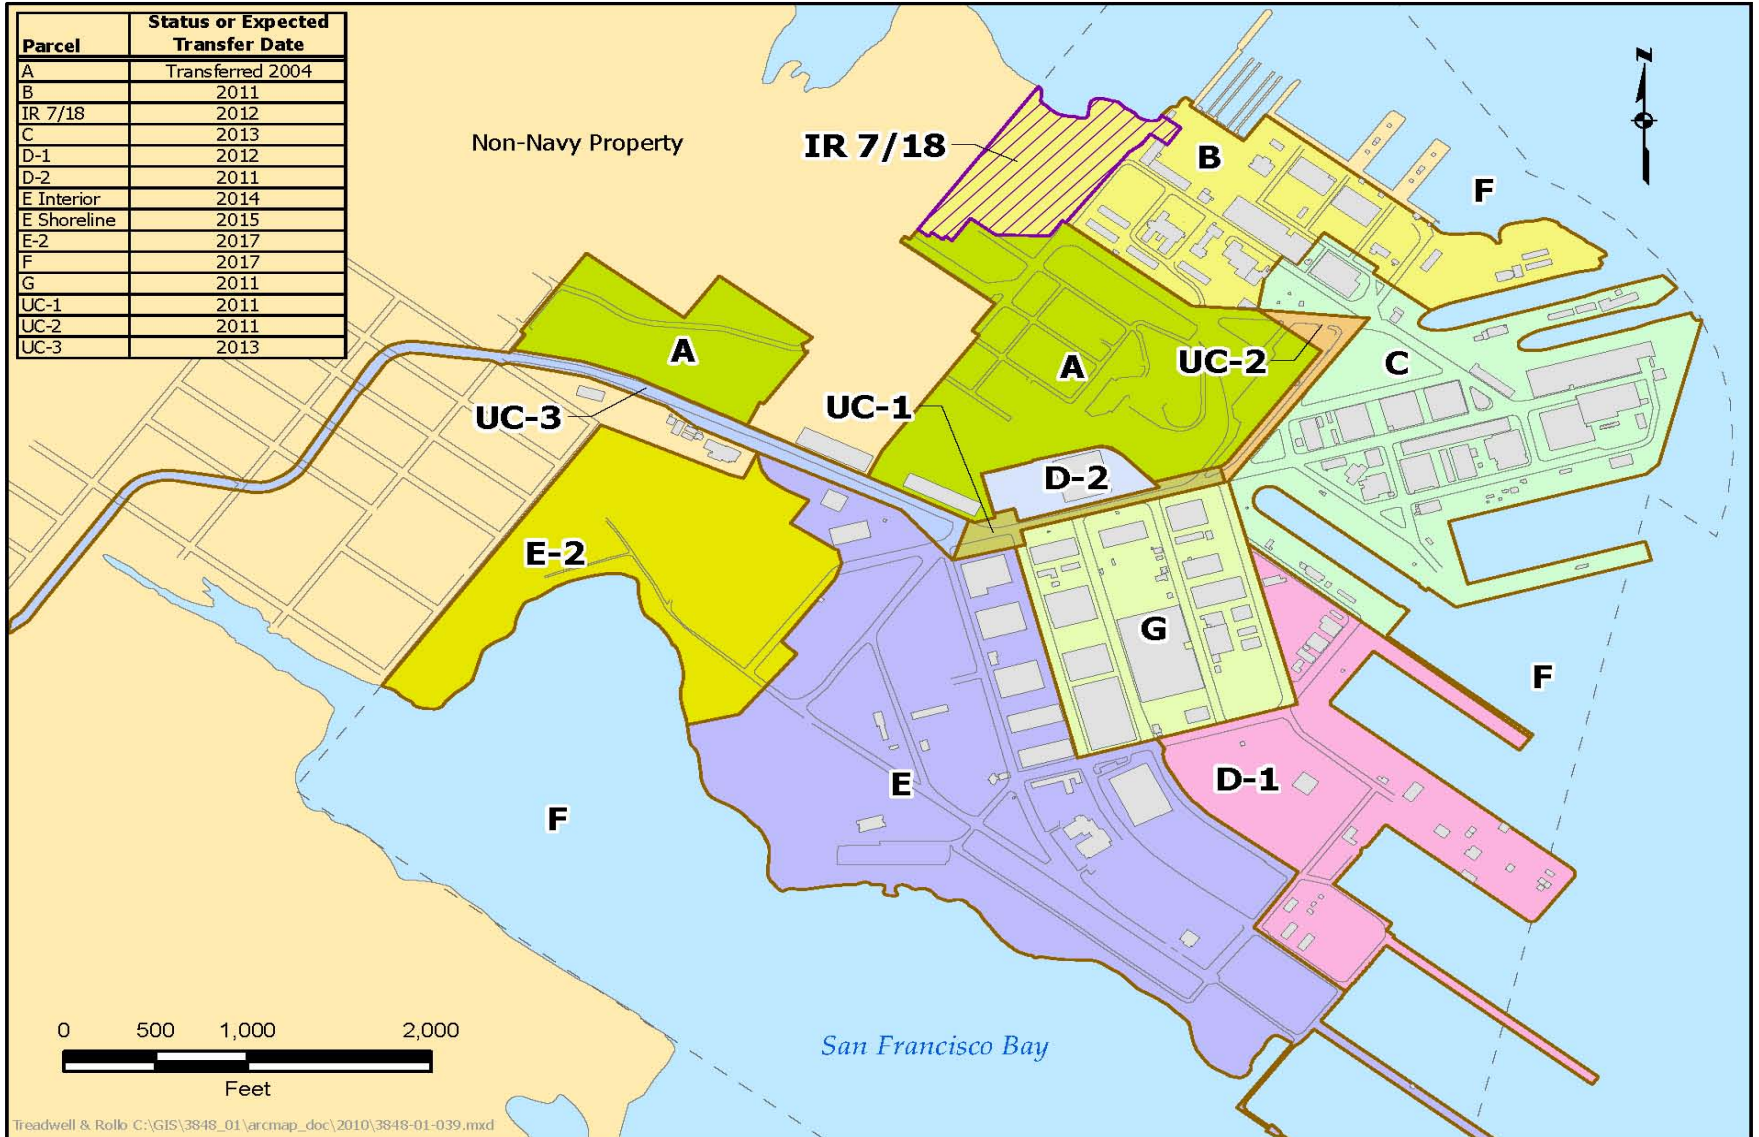 Parcel Status or Expected Transfer Date
A Transferred 2004
B 2011
IR 7/18 2012
C 2013
D-1 2012
D-2 2011
E Interior 2014
E Shoreline 2015
E-2 2017
F 2017
G 2011
UC-1 2011
UC-2 2011
UC-3 2013
N
Non-Navy Property
IR 7/18
B
F
A
A
UC-2
C
UC-3
UC-1
D-2
E-2
G
F
E
D-1
F
San Francisco Bay
0 500 1,000 2,000
Feet
Treadwell & Rollo C:\GIS\3848_01\arcmap_doc\2010\3848-01-039.mxd